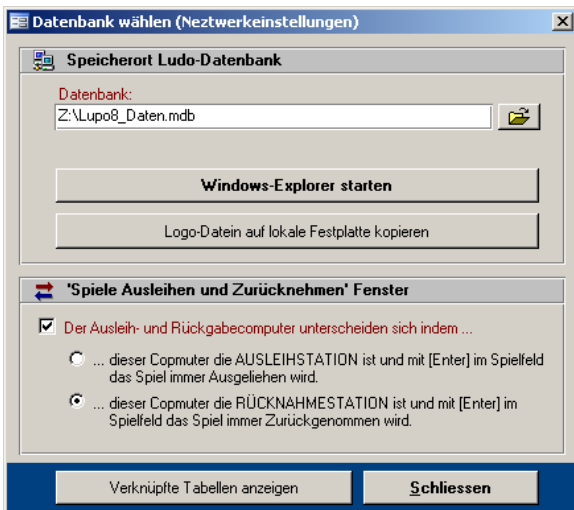 Datenbank wählen (Neztwerkeinstellungen)
Speicherort Ludo-Datenbank
Datenbank:
Z:\Lupo8_Daten.mdb
Windows-Explorer starten
Logo-Datein auf lokale Festplatte kopieren
'Spiele Ausleihen und Zurücknehmen' Fenster
Der Ausleih- und Rückgabecomputer unterscheiden sich indem ...
... dieser Copmuter die AUSLEIHSTATION ist und mit [Enter] im Spielfeld
das Spiel immer Ausgeliehen wird.
... dieser Copmuter die RÜCKNAHMESTATION ist und mit [Enter] im
Spielfeld das Spiel immer Zurückgenommen wird.
Verknüpfte Tabellen anzeigen
Schliessen